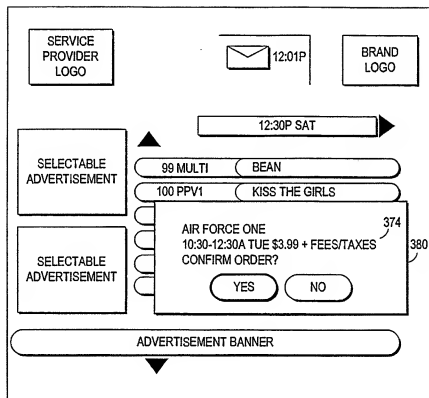 SERVICE
PROVIDER
LOGO
12:01P
BRAND
LOGO
12:30P SAT
SELECTABLE
ADVERTISEMENT
99 MULTI BEAN
100 PPV1 KISS THE GIRLS
AIR FORCE ONE
10:30-12:30A TUE $3.99 + FEES/TAXES
CONFIRM ORDER?
374
380
YES NO
SELECTABLE
ADVERTISEMENT
ADVERTISEMENT BANNER